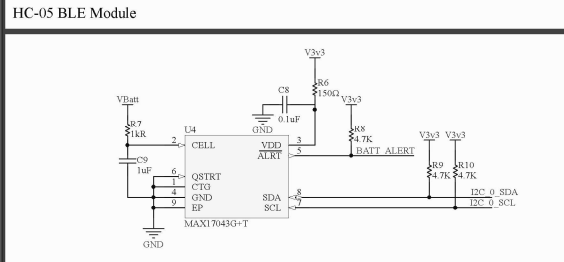 HC-05 BLE Module
V3v3
C8
R6
150Ω
VBatt
V3v3
0.1uF
GND
R7
1kR
U4
R8
4.7K
V3v3 V3v3
2
CELL
VDD
3
ALRT
5
BATT_ALERT
C9
1uF
R9
4.7K
R10
4.7K
6
QSTRT
1
CTG
4
GND
SDA
8
I2C_0_SDA
9
EP
SCL
7
I2C_0_SCL
MAX17043G+T
GND